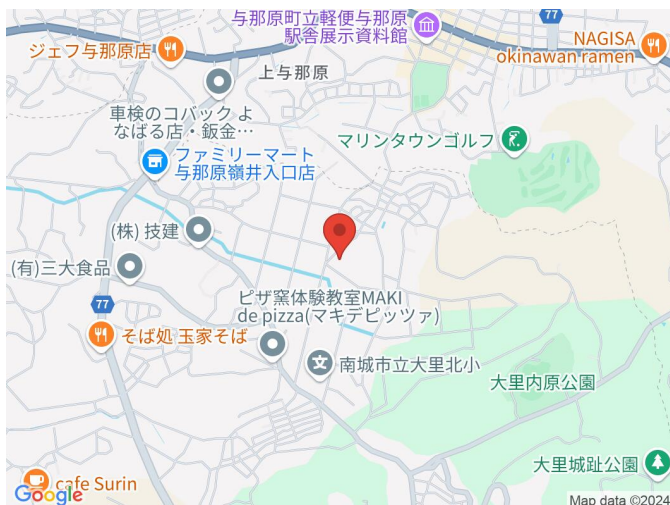 与那原町立軽便与那原
駅舎展示資料館
77
ジェフ与那原店
NAGISA
okinawan ramen
上与那原
車検のコバック よ
なばる店・鈑金…
マリンタウンゴルフ
ファミリーマート
与那原嶺井入口店
(株) 技建
(有)三大食品
77
ピザ窯体験教室MAKI
de pizza(マキデピッツァ)
そば処 玉家そば
南城市立大里北小
大里内原公園
大里城趾公園
cafe Surin
Google
Map data ©2024